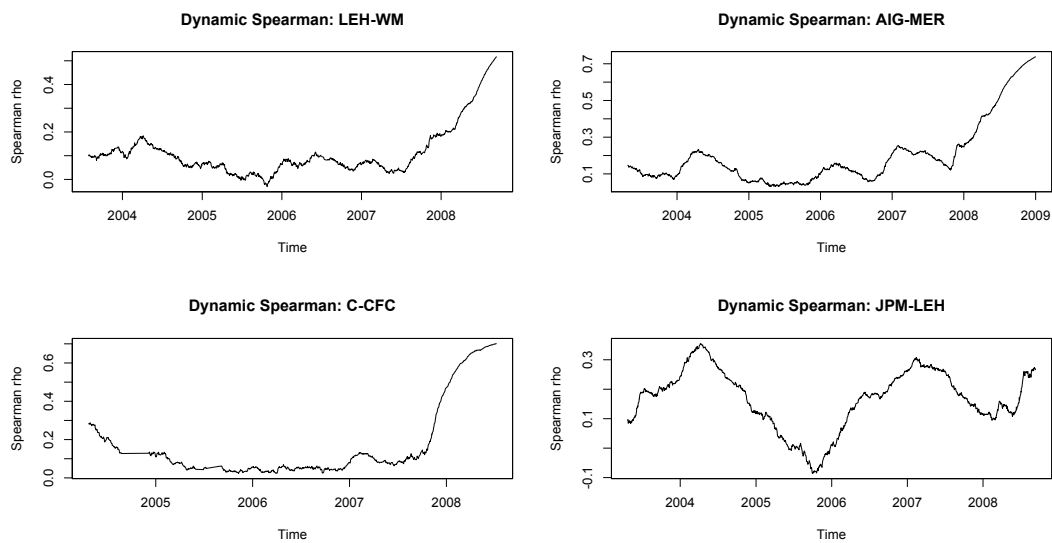 Dynamic Spearman: LEH-WM
Spearman rho
0.0 0.2 0.4
2004 2005 2006 2007 2008
Time
Dynamic Spearman: AIG-MER
Spearman rho
0.1 0.3 0.5 0.7
2004 2005 2006 2007 2008 2009
Time
Dynamic Spearman: C-CFC
Spearman rho
0.0 0.2 0.4 0.6
2005 2006 2007 2008
Time
Dynamic Spearman: JPM-LEH
Spearman rho
-0.1 0.1 0.3
2004 2005 2006 2007 2008
Time